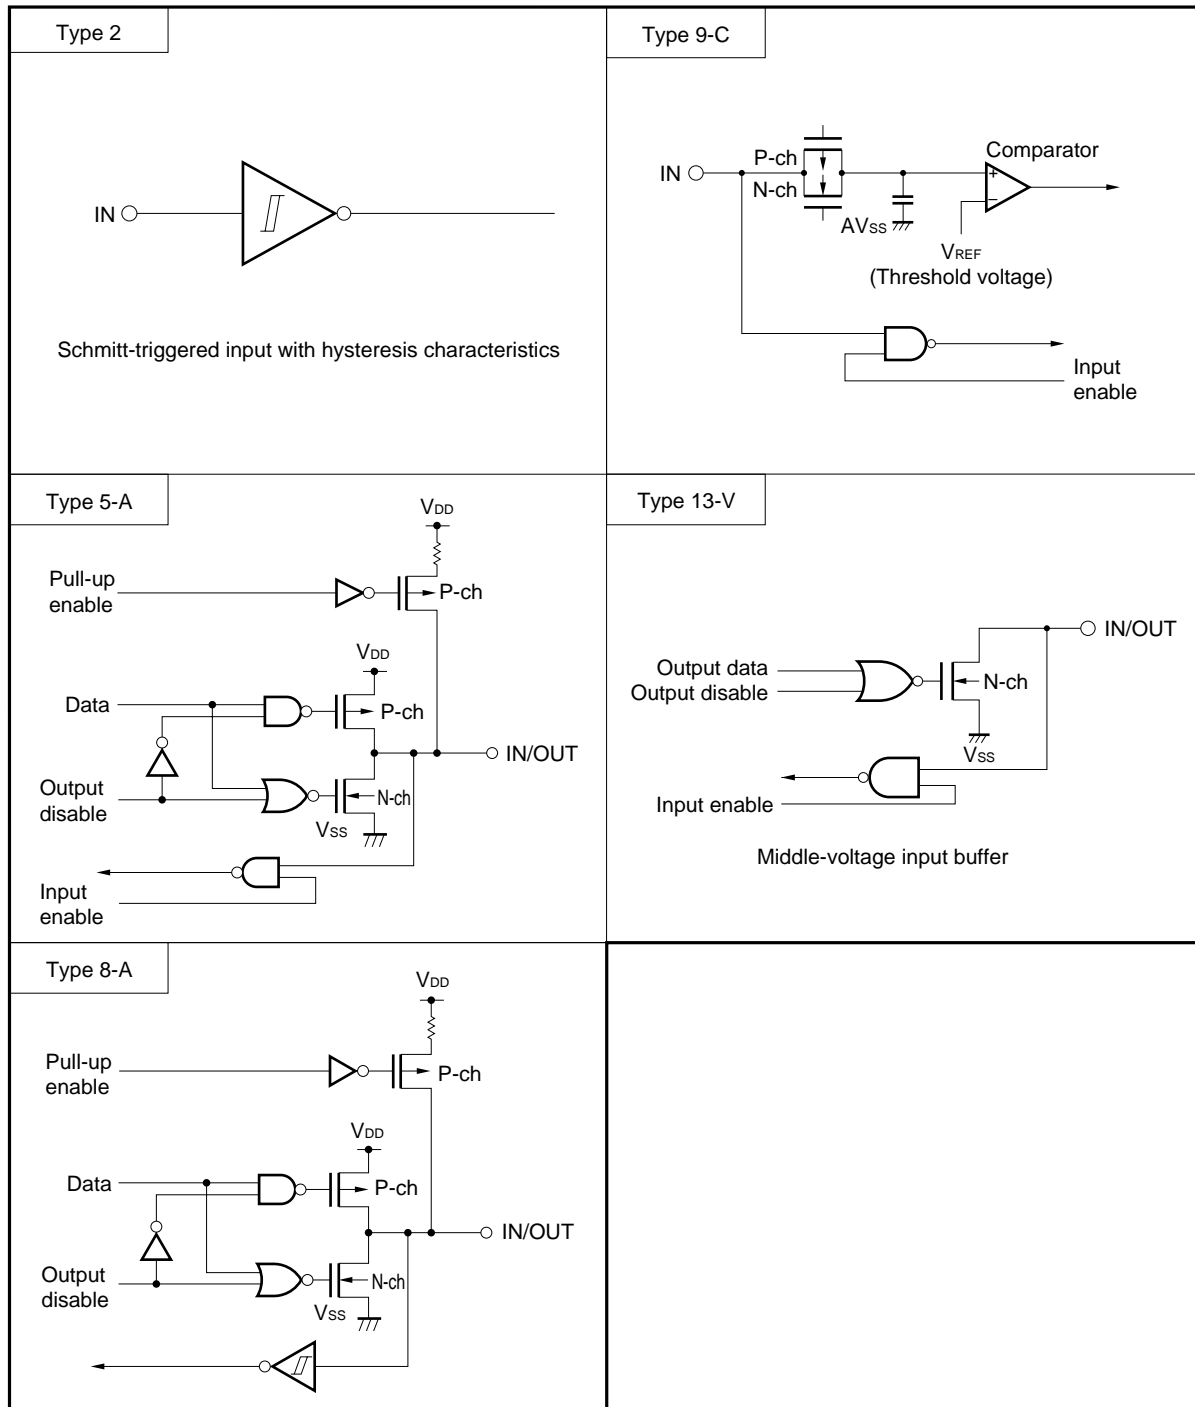 Type 2
IN
Schmitt-triggered input with hysteresis characteristics
Type 9-C
IN
P-ch
N-ch
Comparator
+
−
AVSS
VREF
(Threshold voltage)
Input
enable
Type 5-A
VDD
Pull-up
enable
P-ch
VDD
Data
P-ch
IN/OUT
Output
disable
N-ch
VSS
Input
enable
Type 13-V
IN/OUT
Output data
Output disable
N-ch
VSS
Input enable
Middle-voltage input buffer
Type 8-A
VDD
Pull-up
enable
P-ch
VDD
Data
P-ch
IN/OUT
Output
disable
N-ch
VSS